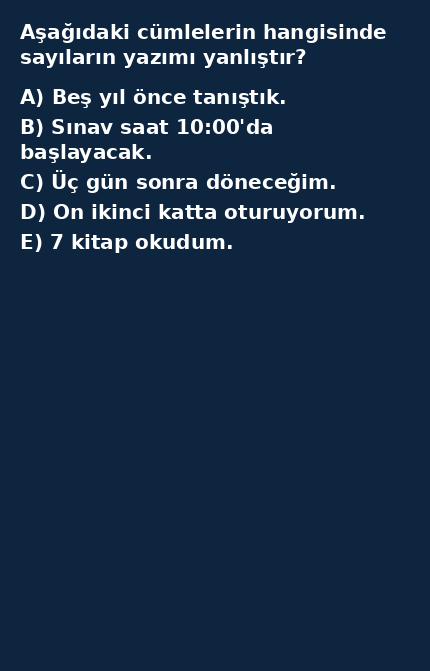 Aşağıdaki cümlelerin hangisinde
sayıların yazımı yanlıştır?
A) Beş yıl önce tanıştık.
B) Sınav saat 10:00'da
başlayacak.
C) Üç gün sonra döneceğim.
D) On ikinci katta oturuyorum.
E) 7 kitap okudum.